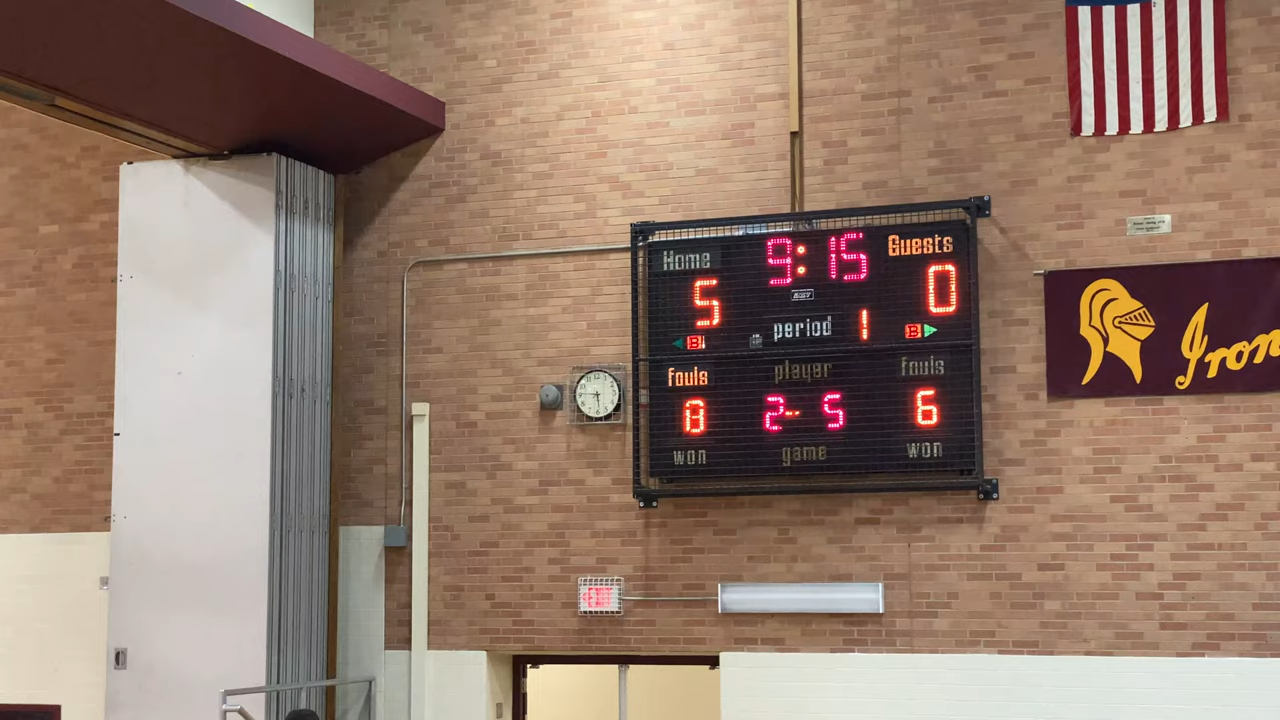 Home
9:15
Guests
5
0
period 1
B
B
fouls
player
fouls
8
2- 5
6
won
game
won
Iron